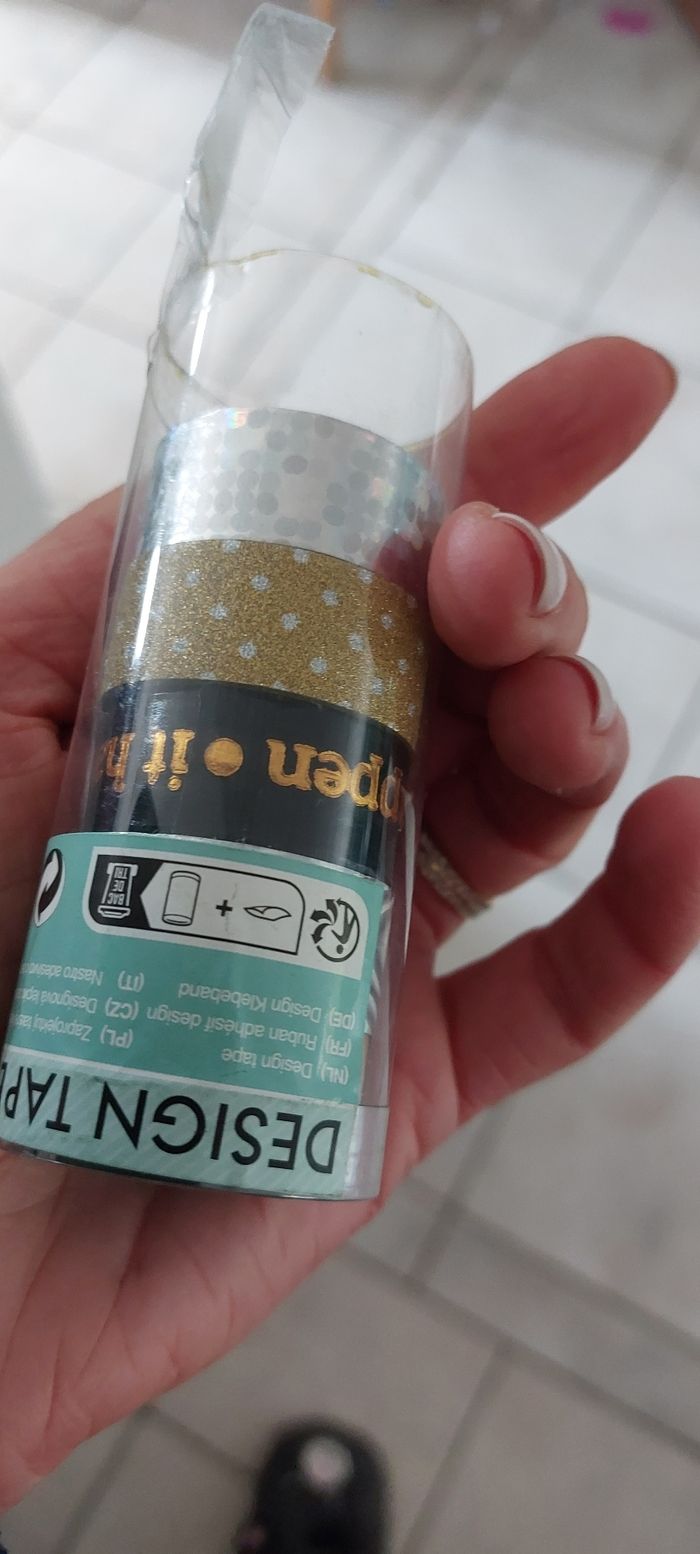 DESIGN TAPE
(NL) Design tape
(FR) Ruban adhésif design
(DE) Design Klebeband
(PL) Zaprojektuj
(CZ) Designová
(IT) Nastro adesivo
BAC
DE
TRI
ppen • it h